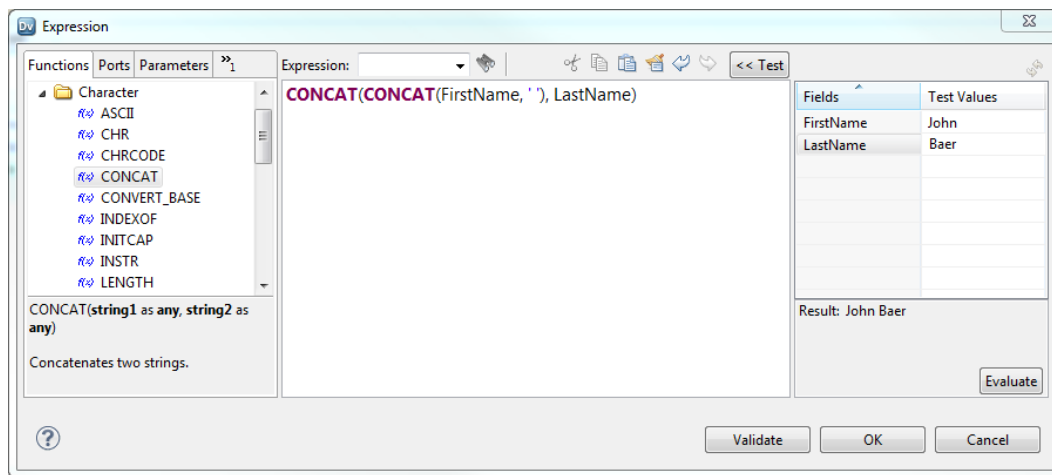 Dv Expression
Functions Ports Parameters »1
Expression:
<< Test
Character
f(x) ASCII
f(x) CHR
f(x) CHRCODE
f(x) CONCAT
f(x) CONVERT_BASE
f(x) INDEXOF
f(x) INITCAP
f(x) INSTR
f(x) LENGTH
CONCAT(string1 as any, string2 as
any)
Concatenates two strings.
CONCAT(CONCAT(FirstName, ' '), LastName)
Fields Test Values
FirstName John
LastName Baer
Result: John Baer
Evaluate
?
Validate OK Cancel